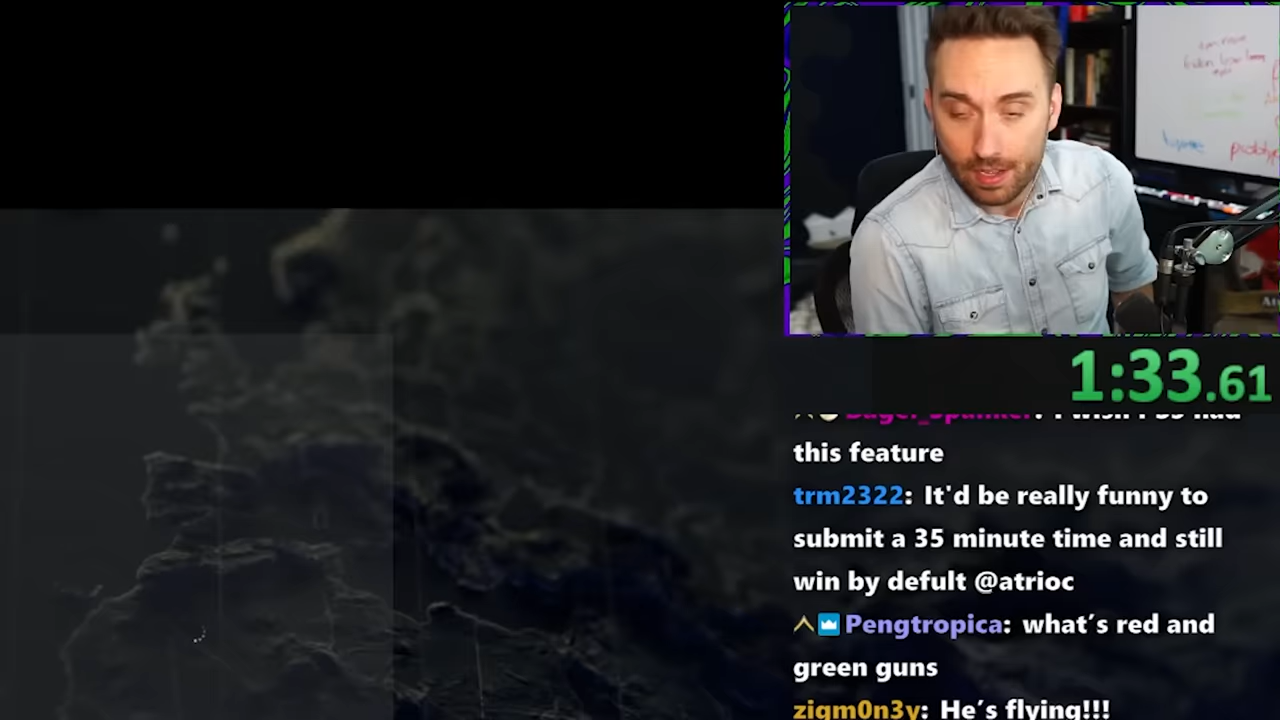 1:33.61
this feature
trm2322: It'd be really funny to
submit a 35 minute time and still
win by defult @atrioc
Pengtropica: what's red and
green guns
zigm0n3y: He's flying!!!